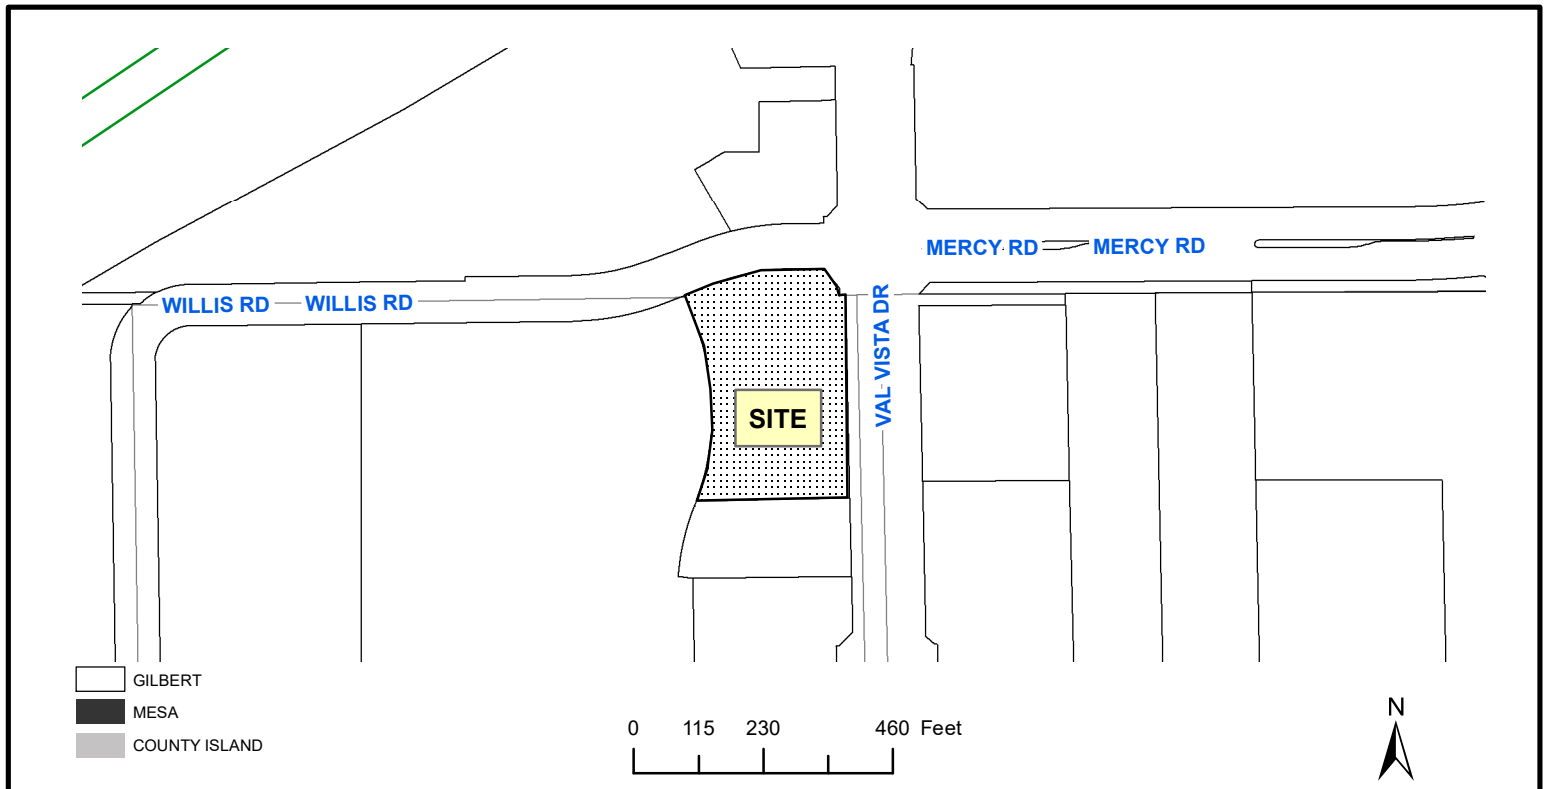 MERCY RD MERCY RD
WILLIS RD WILLIS RD
VAL VISTA DR
SITE
GILBERT
MESA
COUNTY ISLAND
0 115 230 460 Feet
N